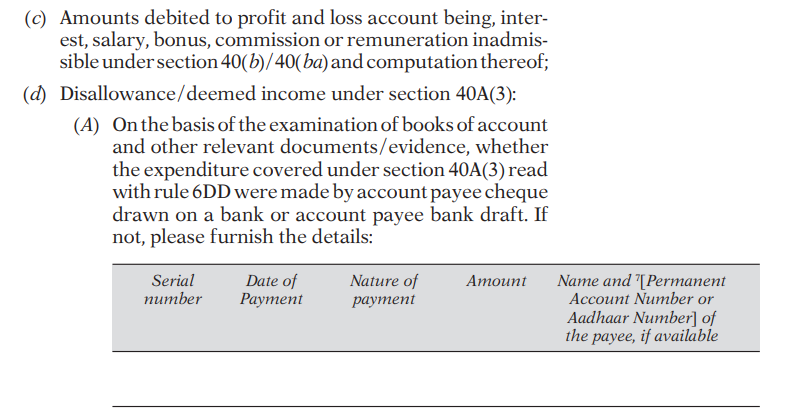 (c) Amounts debited to profit and loss account being, inter-
est, salary, bonus, commission or remuneration inadmis-
sible under section 40(b)/40(ba) and computation thereof;
(d) Disallowance/deemed income under section 40A(3):
(A) On the basis of the examination of books of account
and other relevant documents/evidence, whether
the expenditure covered under section 40A(3) read
with rule 6DD were made by account payee cheque
drawn on a bank or account payee bank draft. If
not, please furnish the details:
Serial number
Date of Payment
Nature of payment
Amount
Name and 7[Permanent
Account Number or
Aadhaar Number] of
the payee, if available